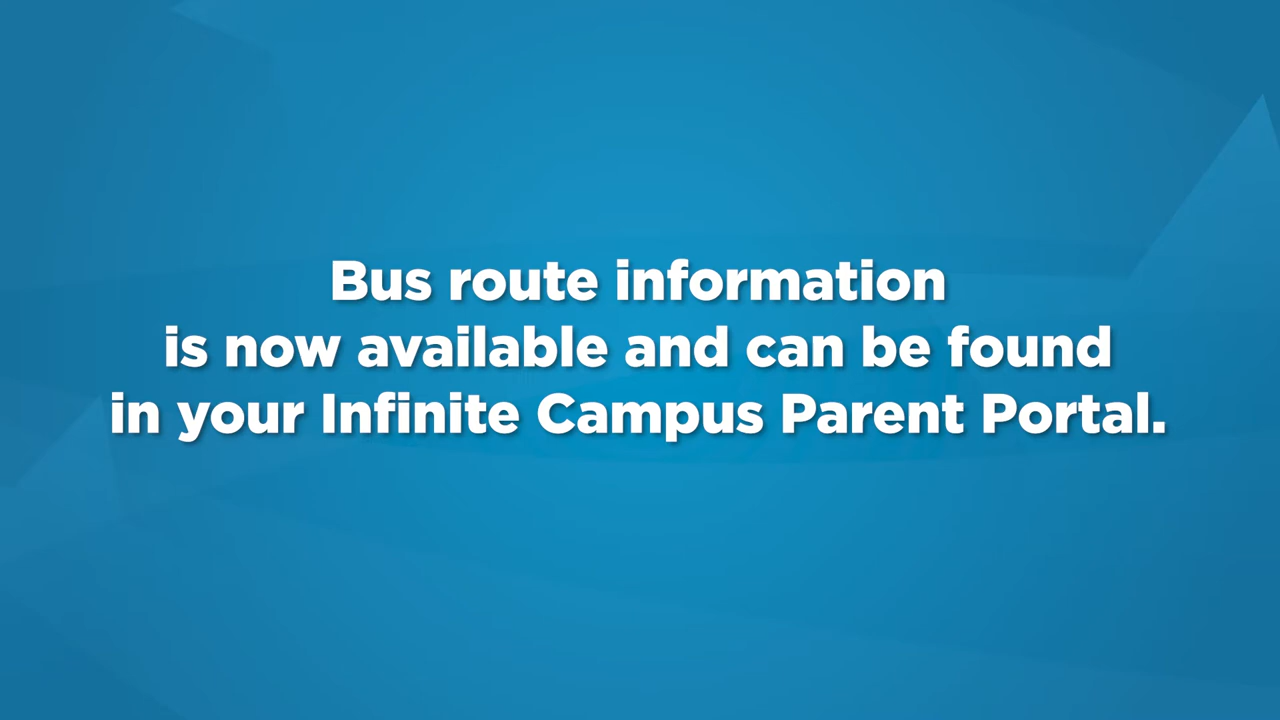 Bus route information
is now available and can be found
in your Infinite Campus Parent Portal.